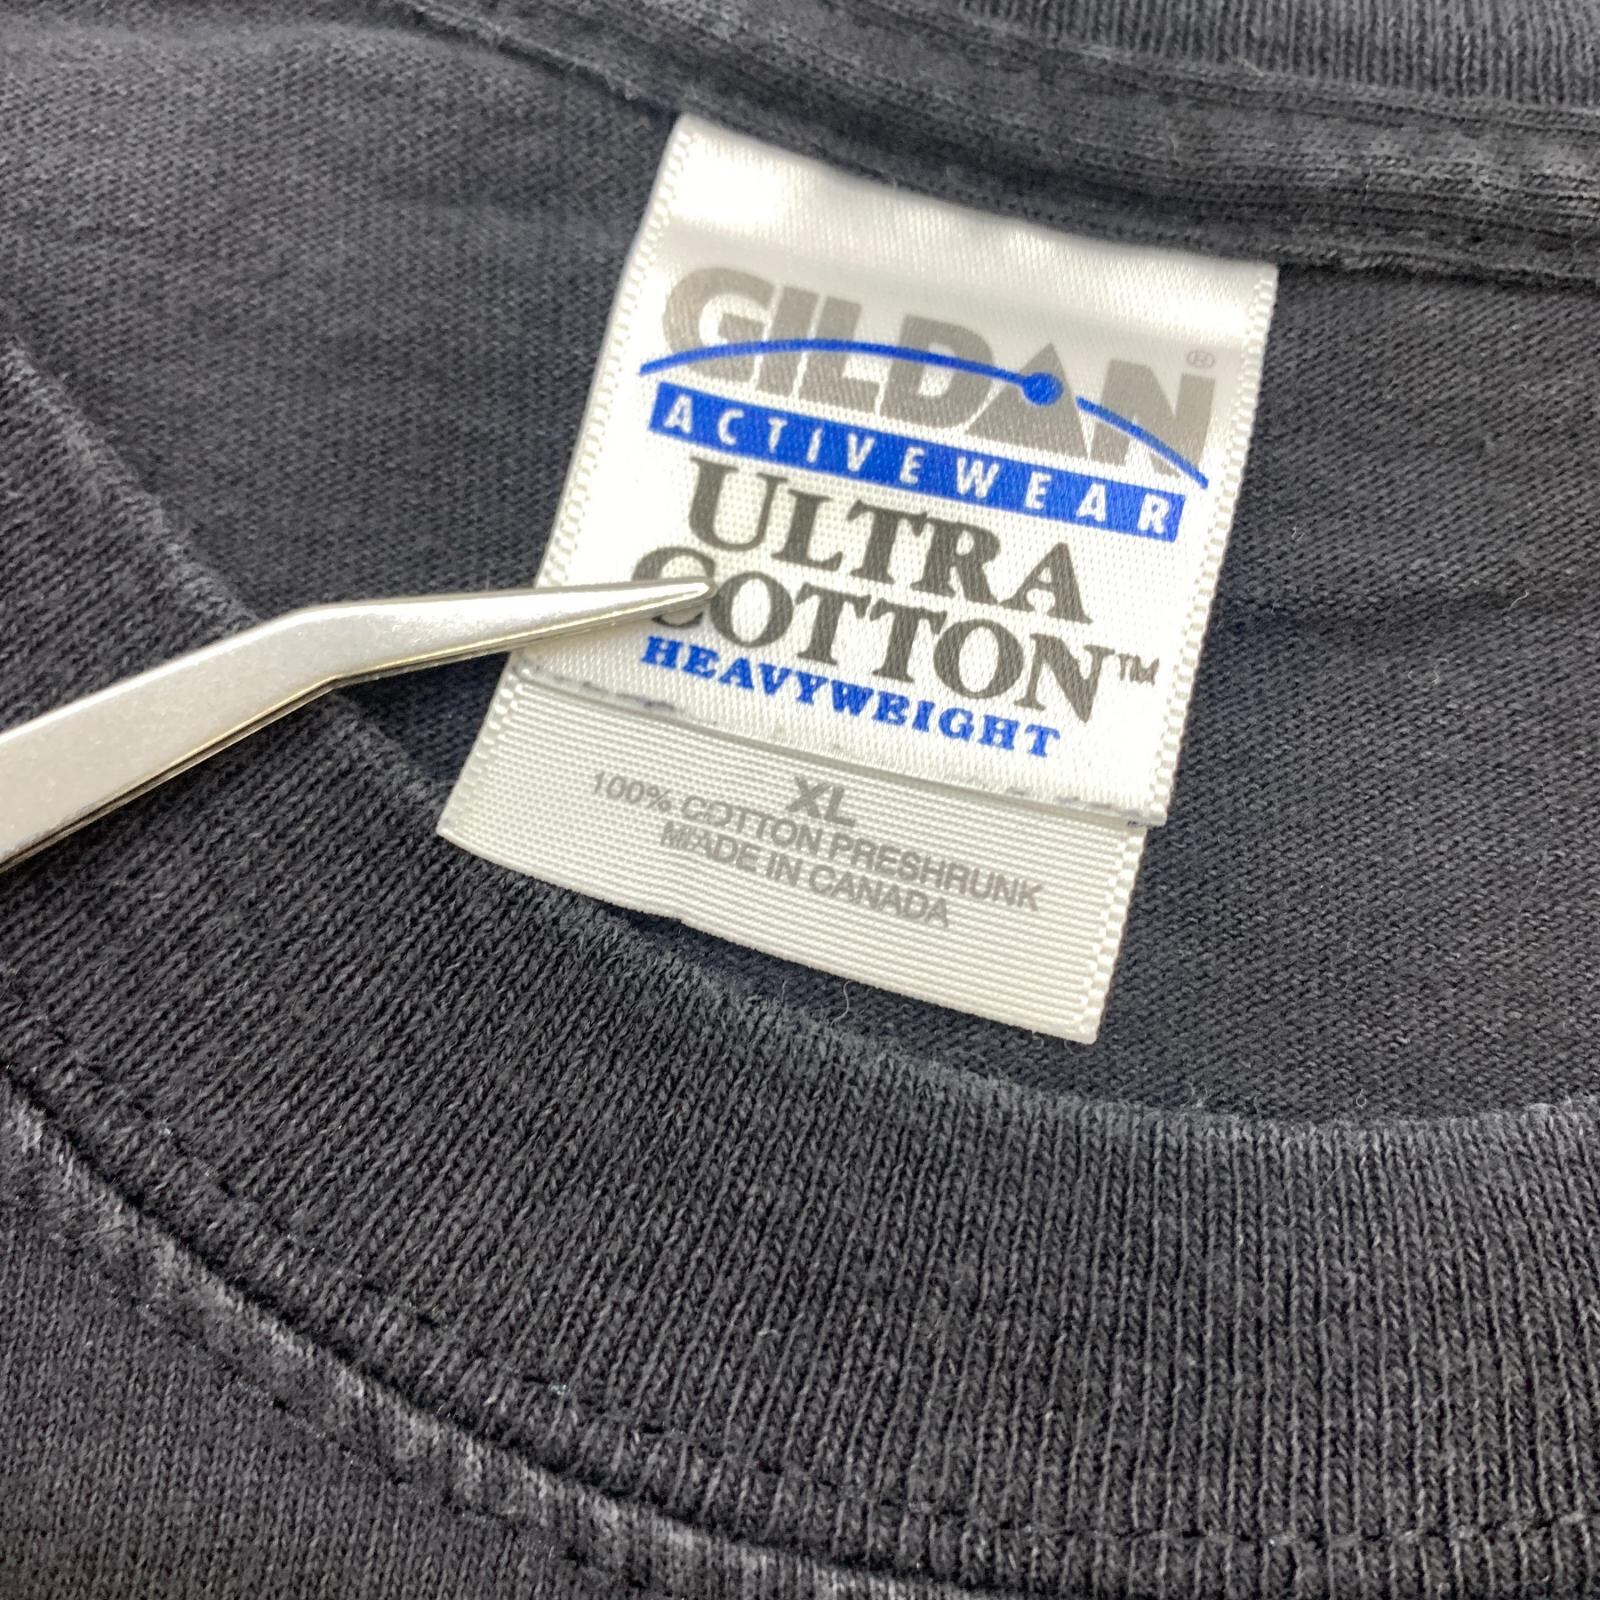 GILDAN®
ACTIVEWEAR
ULTRA
COTTON™
HEAVYWEIGHT
XL
100% COTTON PRESHRUNK
MADE IN CANADA